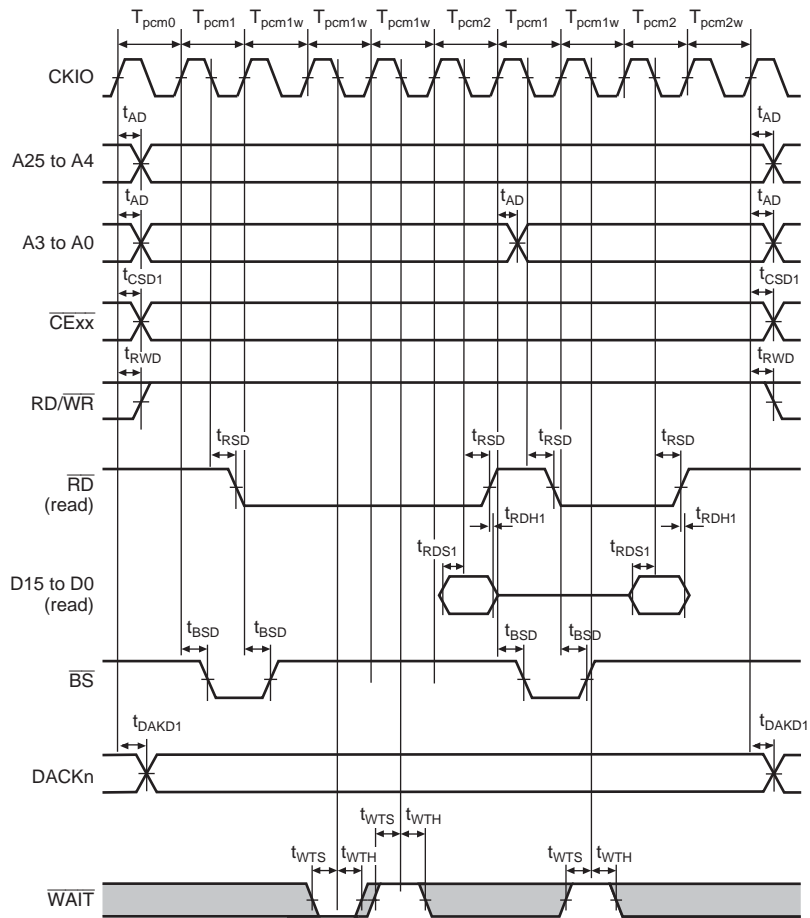 Tpcm0 Tpcm1 Tpcm1w Tpcm1w Tpcm1w Tpcm2 Tpcm1 Tpcm1w Tpcm2 Tpcm2w
CKIO
tAD tAD
A25 to A4
tAD tAD tAD
A3 to A0
tCSD1 tCSD1
CExx
tRWD tRWD
RD/WR
tRSD tRSD tRSD tRSD
RD
(read)
tRDH1 tRDH1
tRDS1 tRDS1
D15 to D0
(read)
tBSD tBSD tBSD tBSD
BS
tDAKD1 tDAKD1
DACKn
tWTS tWTH
tWTS tWTH tWTS tWTH
WAIT